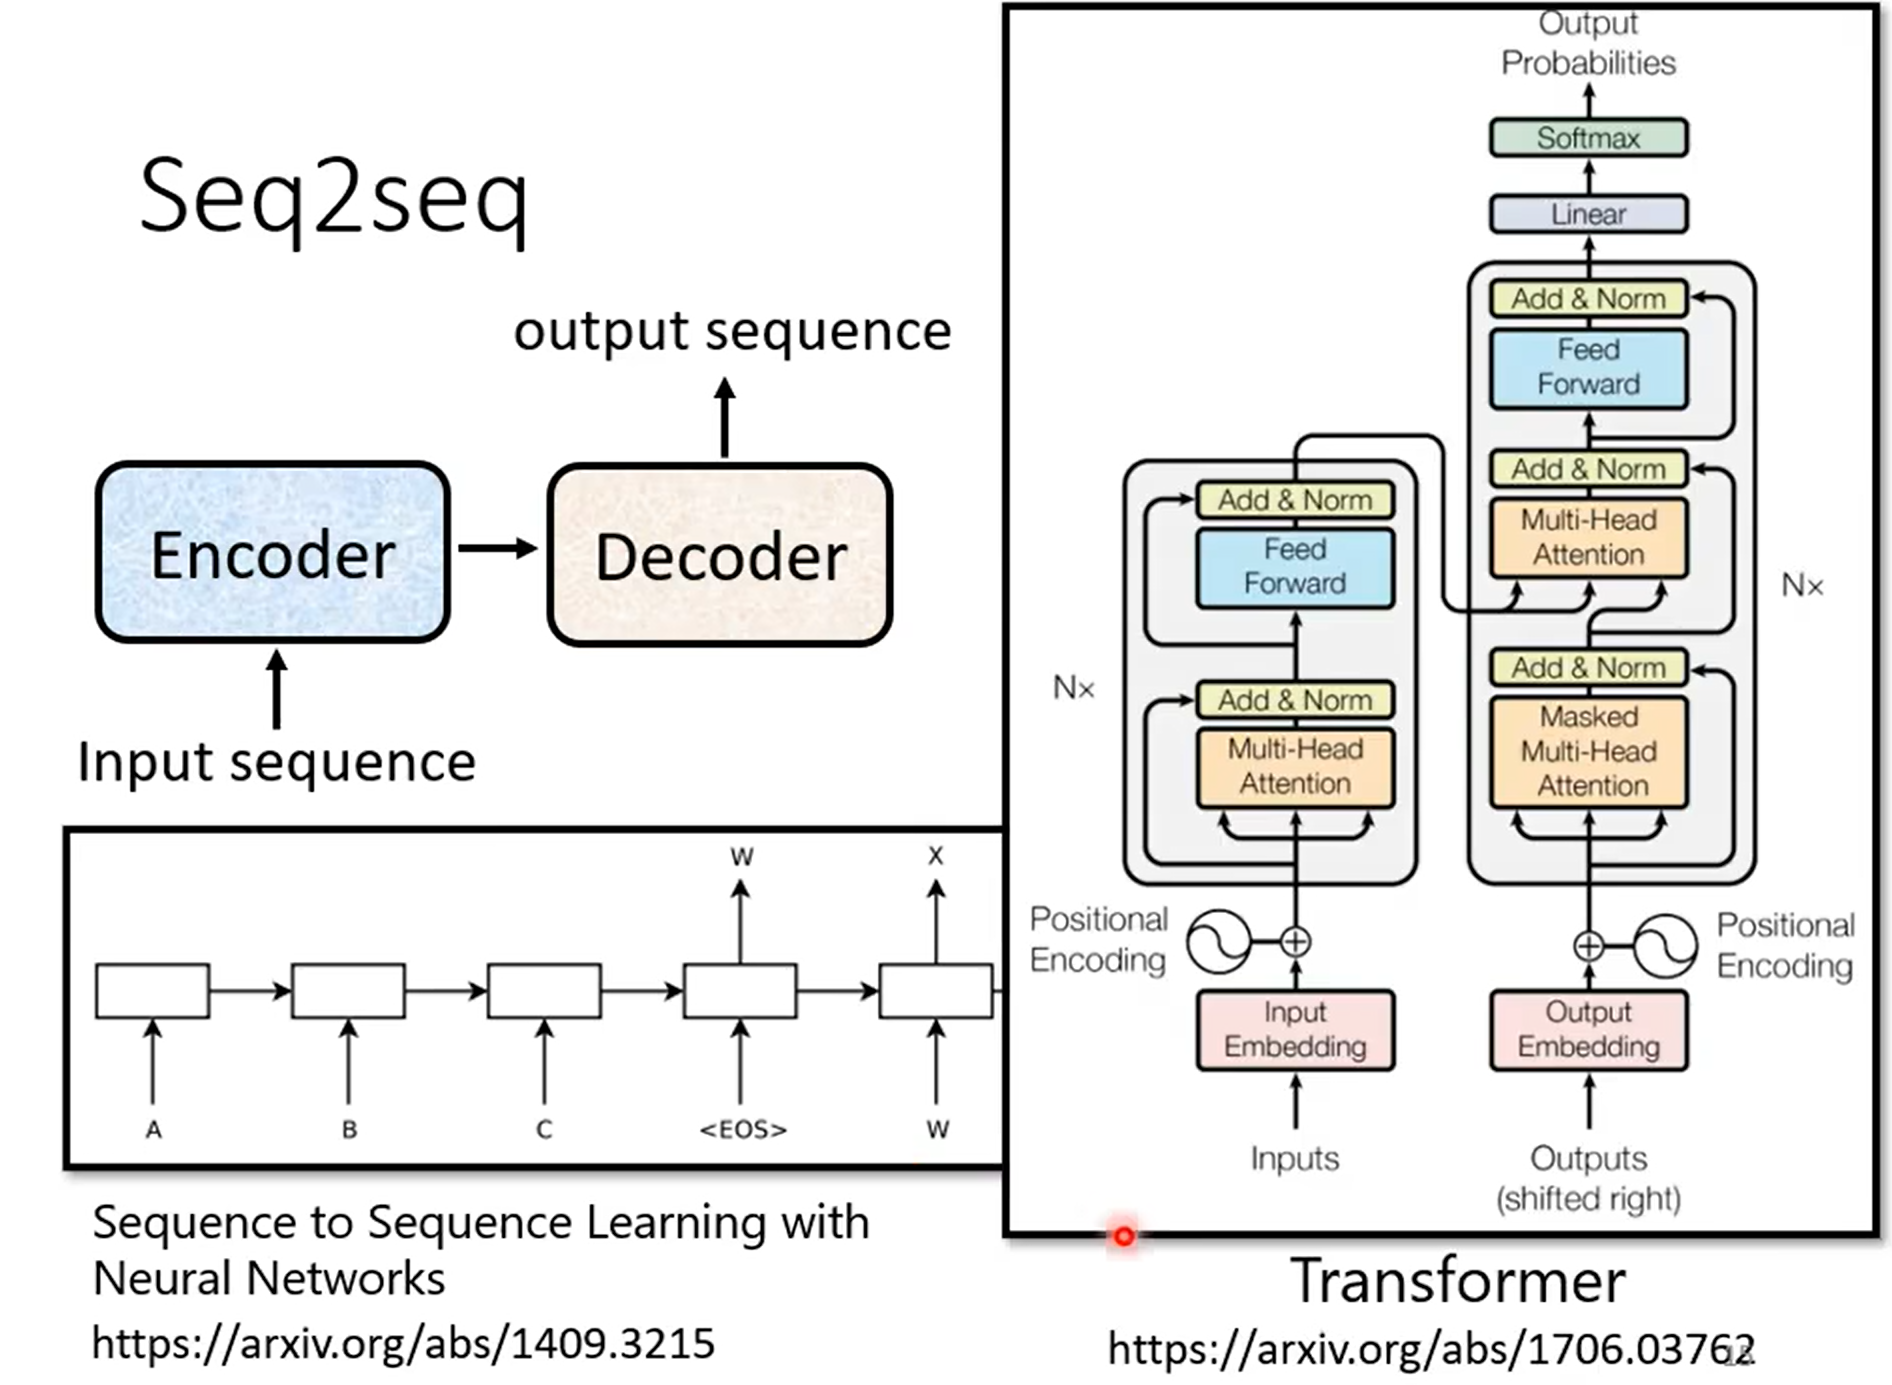 Seq2seq
output sequence
Encoder
Decoder
Input sequence
W
X
A
B
C
<EOS>
W
Sequence to Sequence Learning with
Neural Networks
https://arxiv.org/abs/1409.3215
Output
Probabilities
Softmax
Linear
Add & Norm
Feed
Forward
Add & Norm
Multi-Head
Attention
Nx
Add & Norm
Masked
Multi-Head
Attention
Add & Norm
Feed
Forward
Nx
Add & Norm
Multi-Head
Attention
Positional
Encoding
Positional
Encoding
Input
Embedding
Output
Embedding
Inputs
Outputs
(shifted right)
Transformer
https://arxiv.org/abs/1706.03762
15